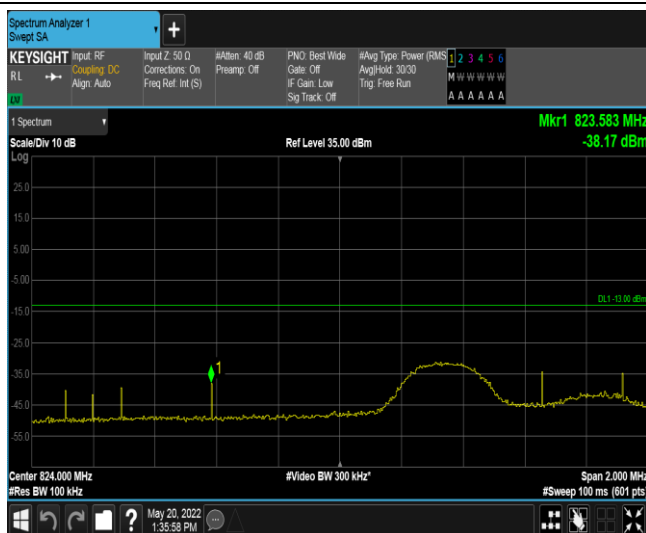 Spectrum Analyzer 1
Swept SA
+
KEYSIGHT Input: RF Input Z: 50 Ω #Atten: 40 dB PNO: Best Wide #Avg Type: Power (RMS 1 2 3 4 5 6
RL Coupling: DC Corrections: On Preamp: Off Gate: Off Avg|Hold: 30/30 M W W W W W
Align: Auto Freq Ref: Int (S) IF Gain: Low Trig: Free Run
Sig Track: Off A A A A A A
1 Spectrum Mkr1 823.583 MHz
Scale/Div 10 dB Ref Level 35.00 dBm -38.17 dBm
Log
25.0
15.0
5.00
-5.00
DL1 -13.00 dBm
-15.0
-25.0
1
-35.0
-45.0
-55.0
Center 824.000 MHz #Video BW 300 kHz* Span 2.000 MHz
#Res BW 100 kHz #Sweep 100 ms (601 pts
? May 20, 2022
1:35:58 PM